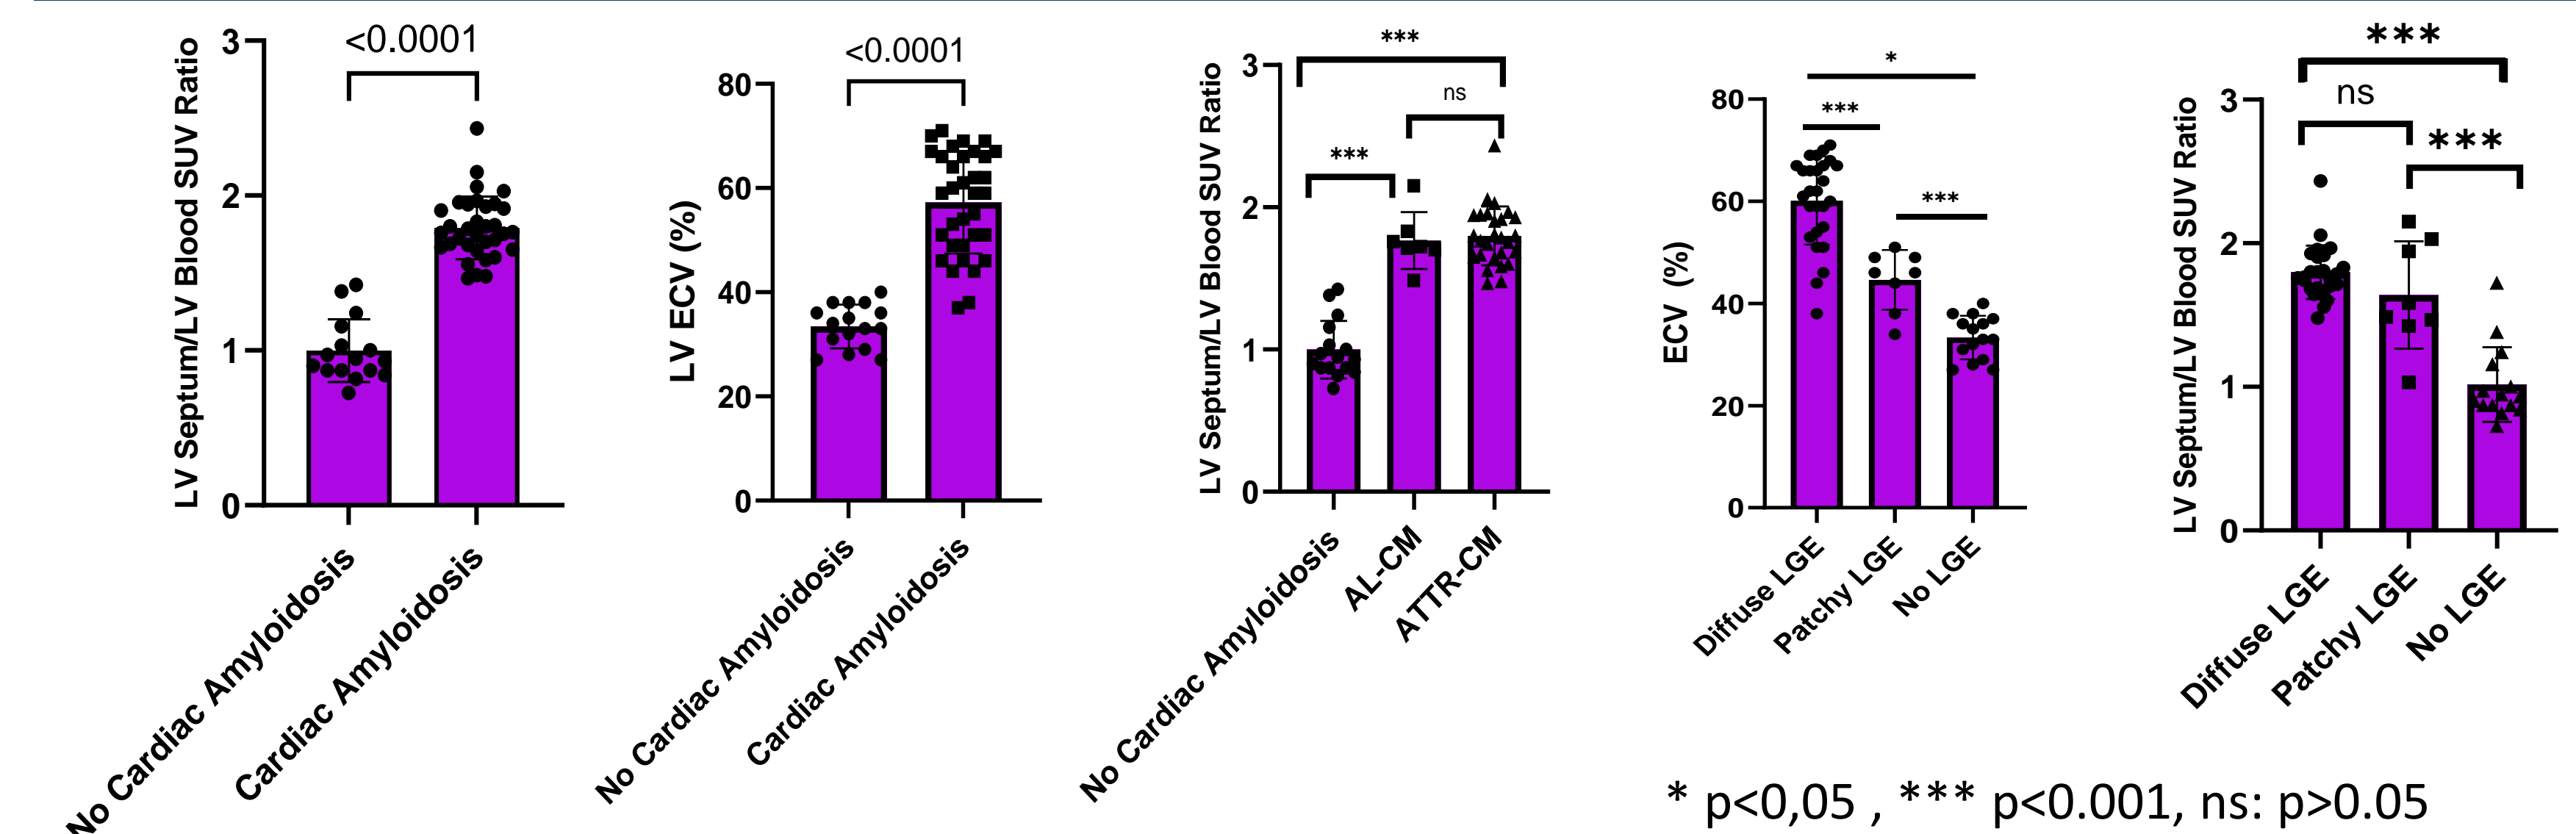 LV Septum/LV Blood SUV Ratio
3
2
1
0
<0.0001
No Cardiac Amyloidosis
Cardiac Amyloidosis
LV ECV (%)
80
60
40
20
0
<0.0001
No Cardiac Amyloidosis
Cardiac Amyloidosis
LV Septum/LV Blood SUV Ratio
3
2
1
0
***
ns
***
No Cardiac Amyloidosis
AL-CM
ATTR-CM
ECV (%)
80
60
40
20
0
*
***
***
Diffuse LGE
Patchy LGE
No LGE
LV Septum/LV Blood SUV Ratio
3
2
1
0
***
ns
***
Diffuse LGE
Patchy LGE
No LGE
* p<0,05 , *** p<0.001, ns: p>0.05